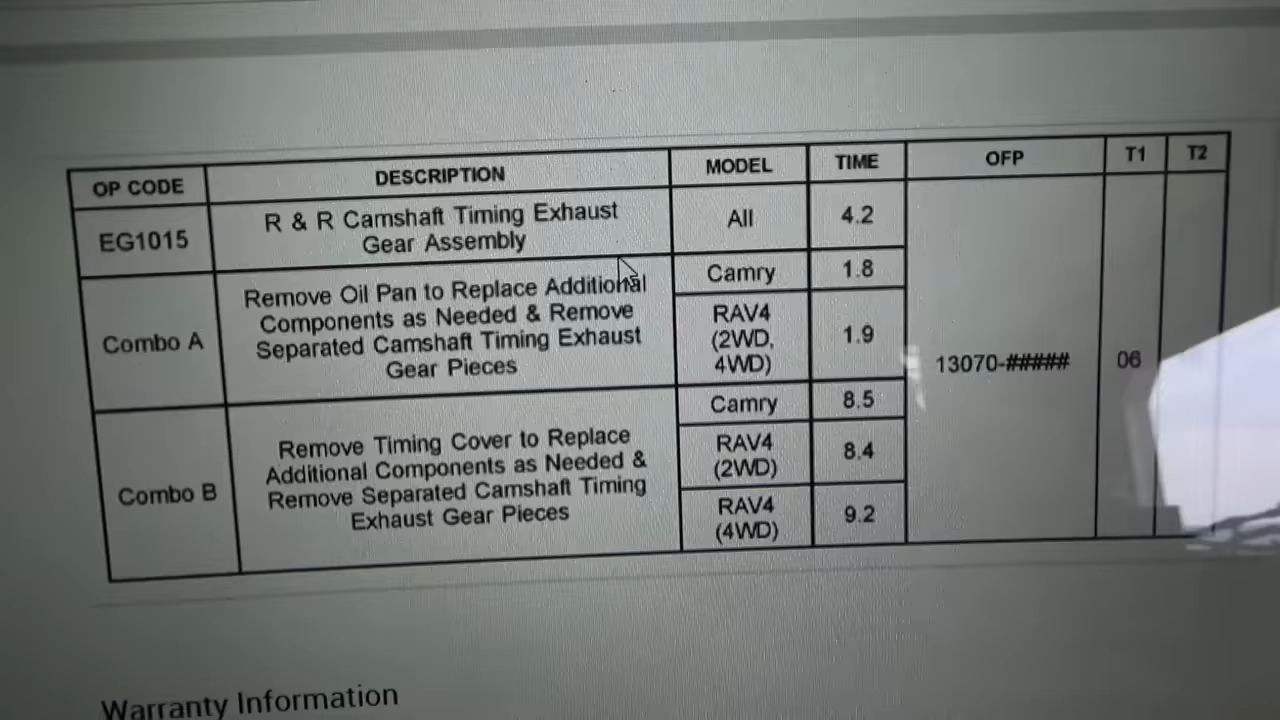 OP CODE DESCRIPTION MODEL TIME OFP T1 T2
EG1015
R & R Camshaft Timing Exhaust
Gear Assembly
All 4.2
Combo A
Remove Oil Pan to Replace Additional
Components as Needed & Remove
Separated Camshaft Timing Exhaust
Gear Pieces
Camry 1.8
RAV4
(2WD,
4WD)
1.9
Combo B
Remove Timing Cover to Replace
Additional Components as Needed &
Remove Separated Camshaft Timing
Exhaust Gear Pieces
Camry 8.5
RAV4
(2WD)
8.4
RAV4
(4WD)
9.2
13070-##### 06
Warranty Information